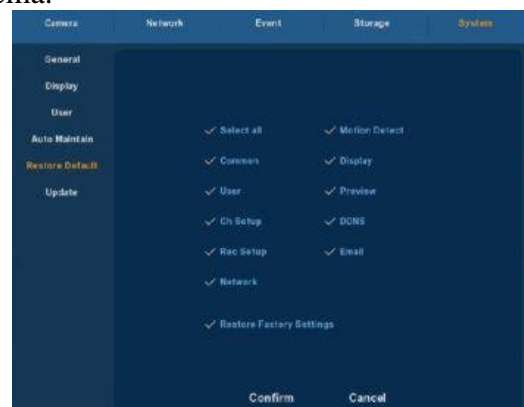 Camera Network Event Storage System
General
Display
User
Auto Maintain
Restore Default
Update
Select all Motion Detect
Common Display
User Preview
Ch Setup DDNS
Rec Setup Email
Network
Restore Factory Settings
Confirm Cancel